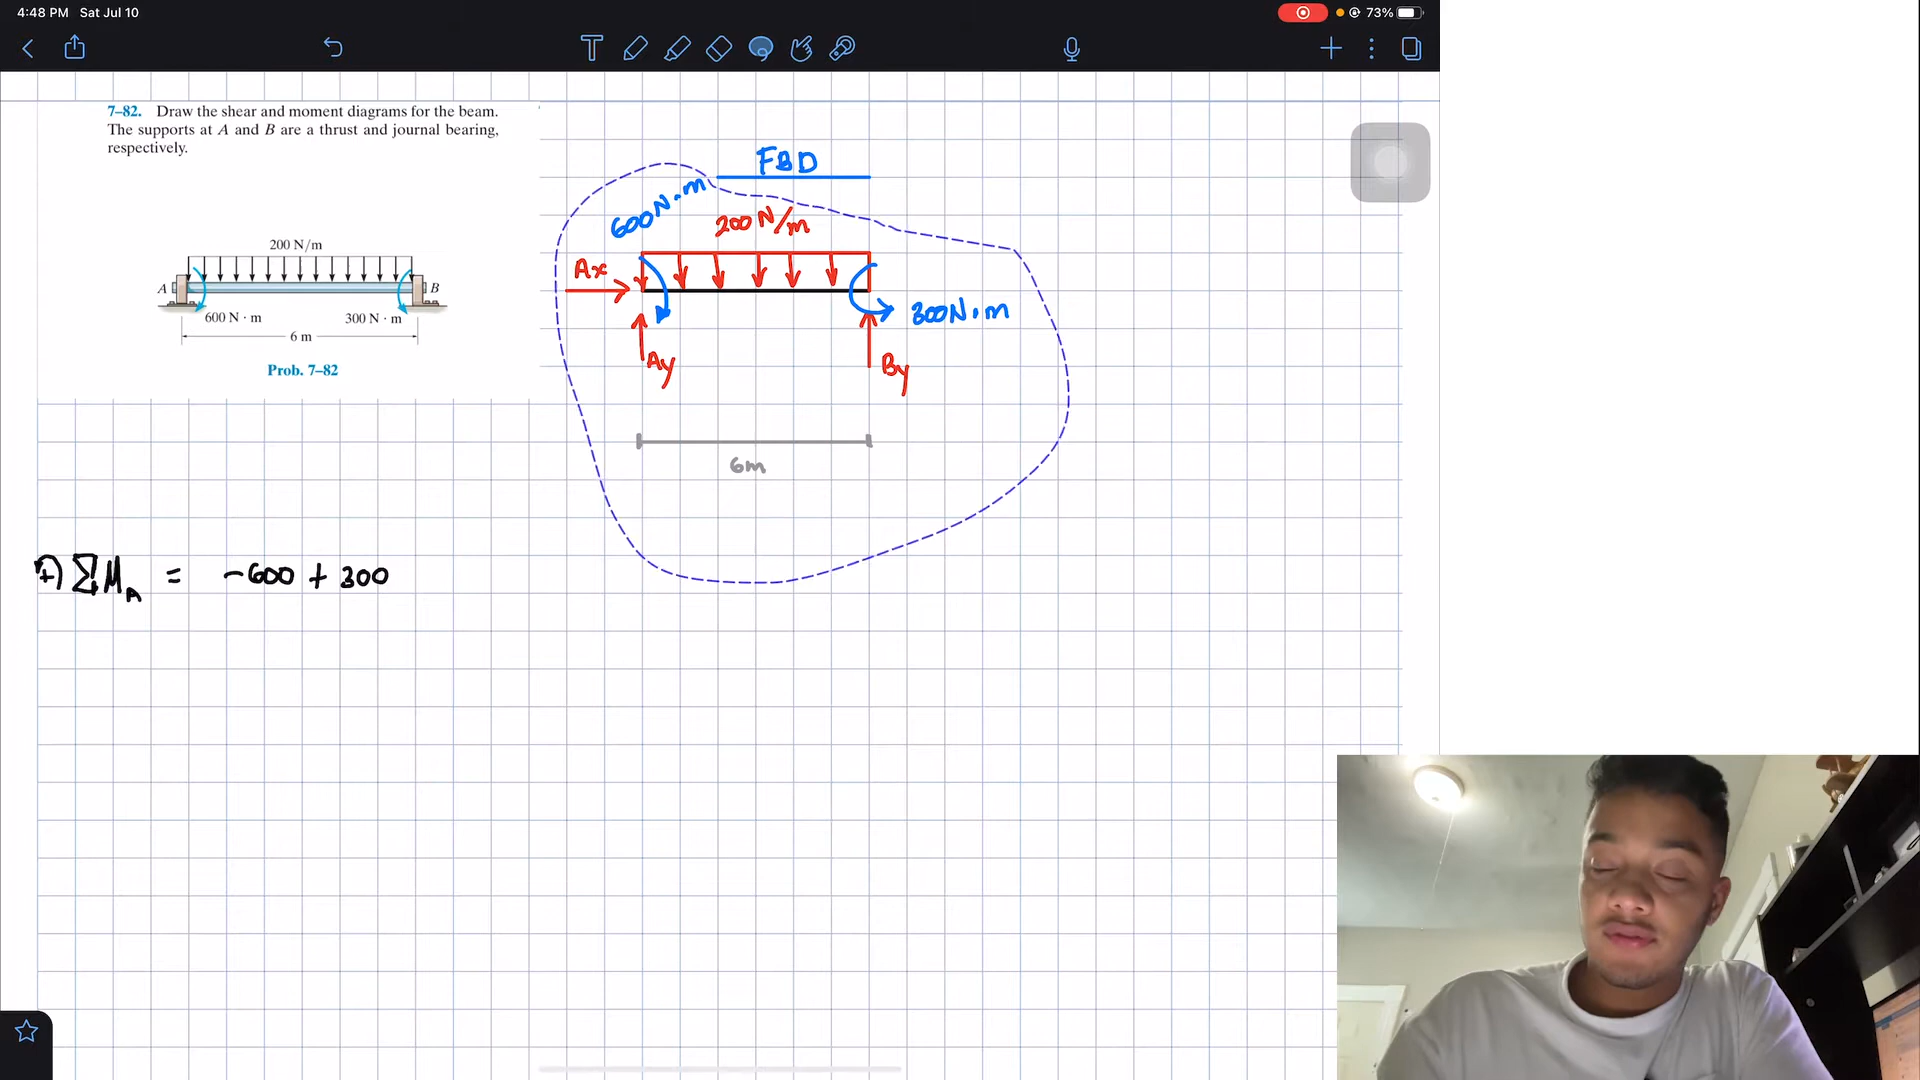 4:48 PM Sat Jul 10
73%
7–82. Draw the shear and moment diagrams for the beam.
The supports at A and B are a thrust and journal bearing,
respectively.
200 N/m
A
B
600 N · m
300 N · m
6 m
Prob. 7–82
FBD
600N·m
200N/m
Ax
300N·m
Ay
By
6m
+) ΣM_A = -600 + 300